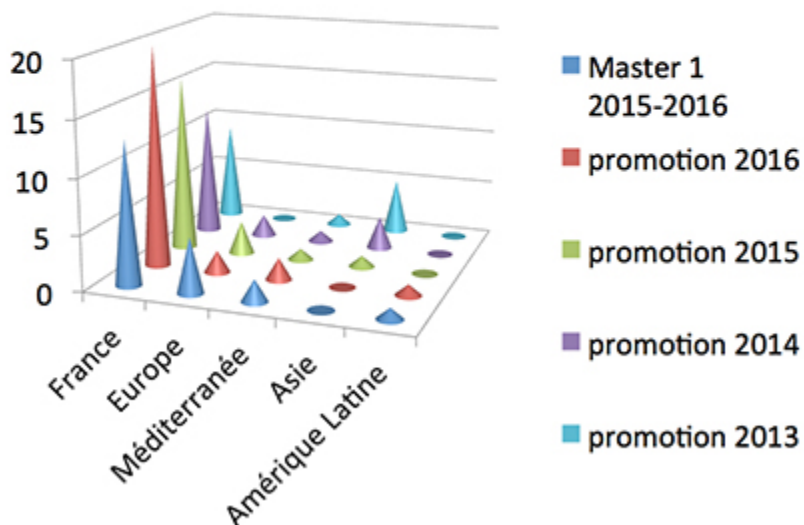 20
15
10
5
0
France
Europe
Méditerranée
Asie
Amérique Latine
Master 1
2015-2016
promotion 2016
promotion 2015
promotion 2014
promotion 2013